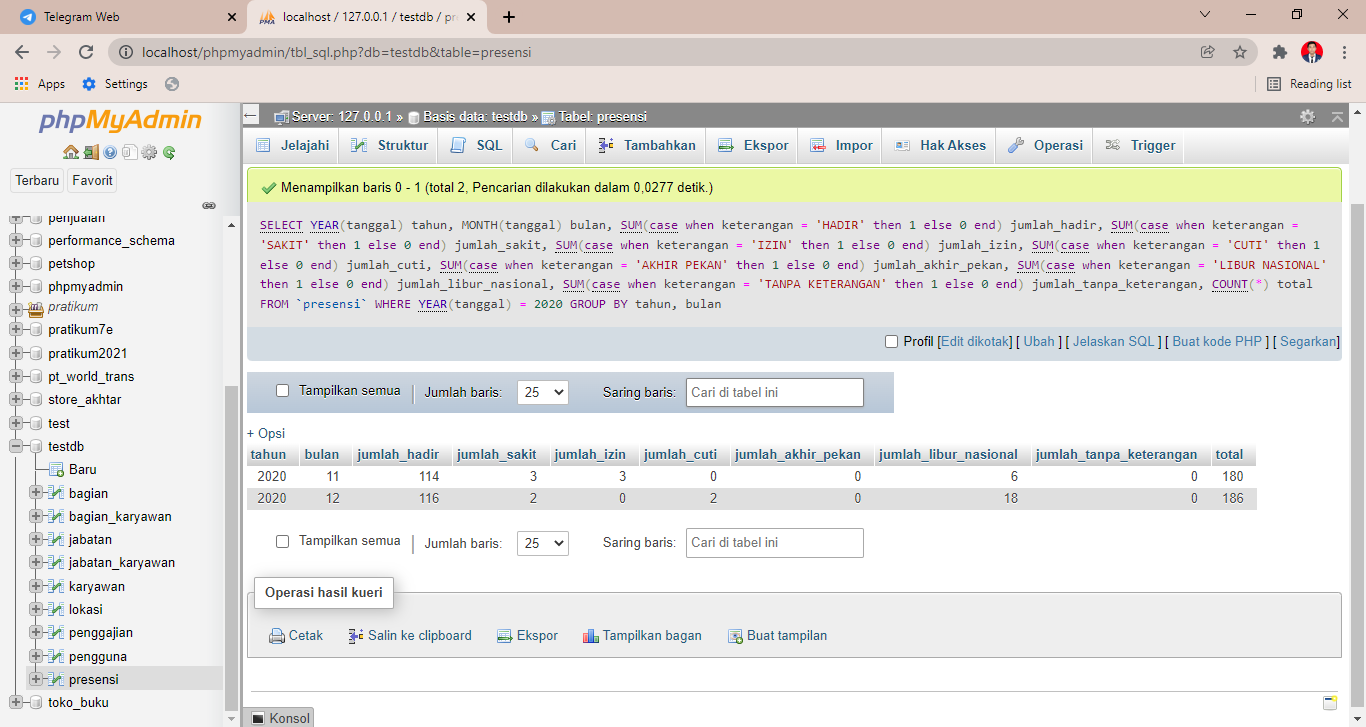 Telegram Web
localhost / 127.0.0.1 / testdb / pr
localhost/phpmyadmin/tbl_sql.php?db=testdb&table=presensi
Apps
Settings
Reading list
phpMyAdmin
Terbaru
Favorit
penjualan
performance_schema
petshop
phpmyadmin
pratikum
pratikum7e
pratikum2021
pt_world_trans
store_akhtar
test
testdb
Baru
bagian
bagian_karyawan
jabatan
jabatan_karyawan
karyawan
lokasi
penggajian
pengguna
presensi
toko_buku
Server: 127.0.0.1 » Basis data: testdb » Tabel: presensi
Jelajahi Struktur SQL Cari Tambahkan Ekspor Impor Hak Akses Operasi Trigger
Menampilkan baris 0 - 1 (total 2, Pencarian dilakukan dalam 0,0277 detik.)
SELECT YEAR(tanggal) tahun, MONTH(tanggal) bulan, SUM(case when keterangan = 'HADIR' then 1 else 0 end) jumlah_hadir, SUM(case when keterangan =
'SAKIT' then 1 else 0 end) jumlah_sakit, SUM(case when keterangan = 'IZIN' then 1 else 0 end) jumlah_izin, SUM(case when keterangan = 'CUTI' then 1
else 0 end) jumlah_cuti, SUM(case when keterangan = 'AKHIR PEKAN' then 1 else 0 end) jumlah_akhir_pekan, SUM(case when keterangan = 'LIBUR NASIONAL'
then 1 else 0 end) jumlah_libur_nasional, SUM(case when keterangan = 'TANPA KETERANGAN' then 1 else 0 end) jumlah_tanpa_keterangan, COUNT(*) total
FROM `presensi` WHERE YEAR(tanggal) = 2020 GROUP BY tahun, bulan
Profil [Edit dikotak] [ Ubah ] [ Jelaskan SQL ] [ Buat kode PHP ] [ Segarkan]
Tampilkan semua | Jumlah baris: 25 Saring baris: Cari di tabel ini
+ Opsi
tahun bulan jumlah_hadir jumlah_sakit jumlah_izin jumlah_cuti jumlah_akhir_pekan jumlah_libur_nasional jumlah_tanpa_keterangan total
2020 11 114 3 3 0 0 6 0 180
2020 12 116 2 0 2 0 18 0 186
Tampilkan semua | Jumlah baris: 25 Saring baris: Cari di tabel ini
Operasi hasil kueri
Cetak Salin ke clipboard Ekspor Tampilkan bagan Buat tampilan
Konsol